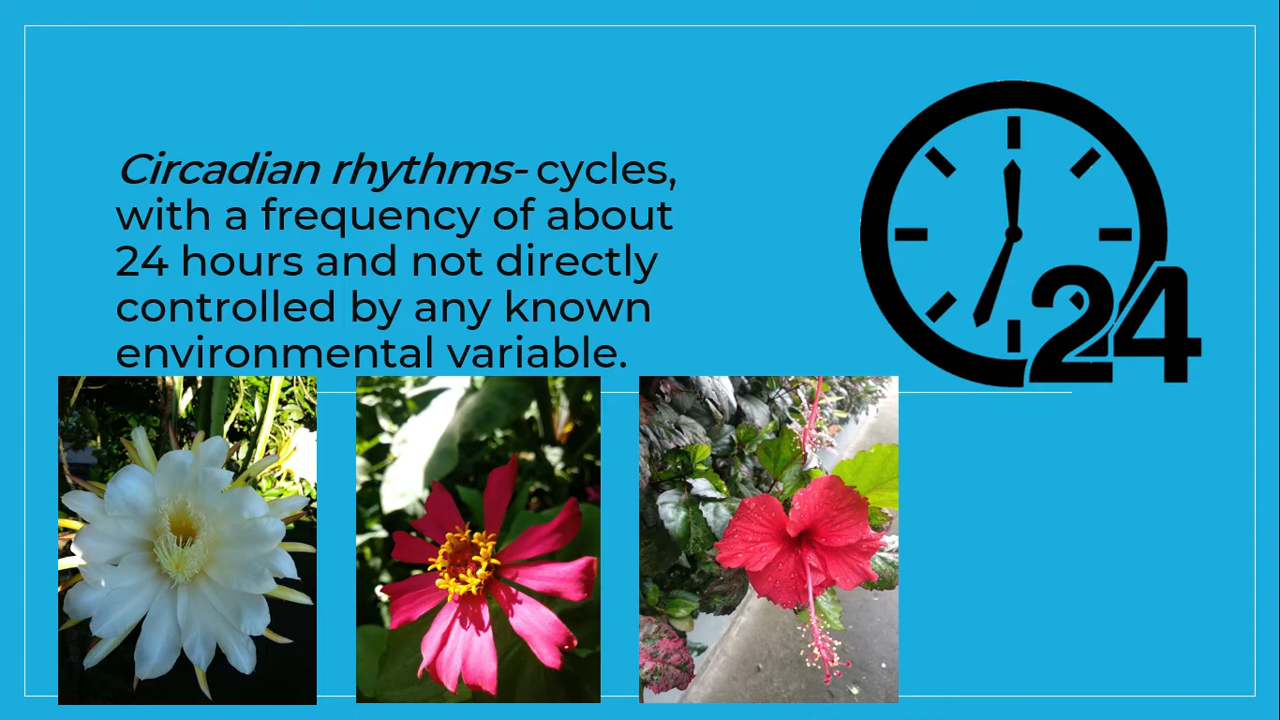 Circadian rhythms- cycles,
with a frequency of about
24 hours and not directly
controlled by any known
environmental variable.
24